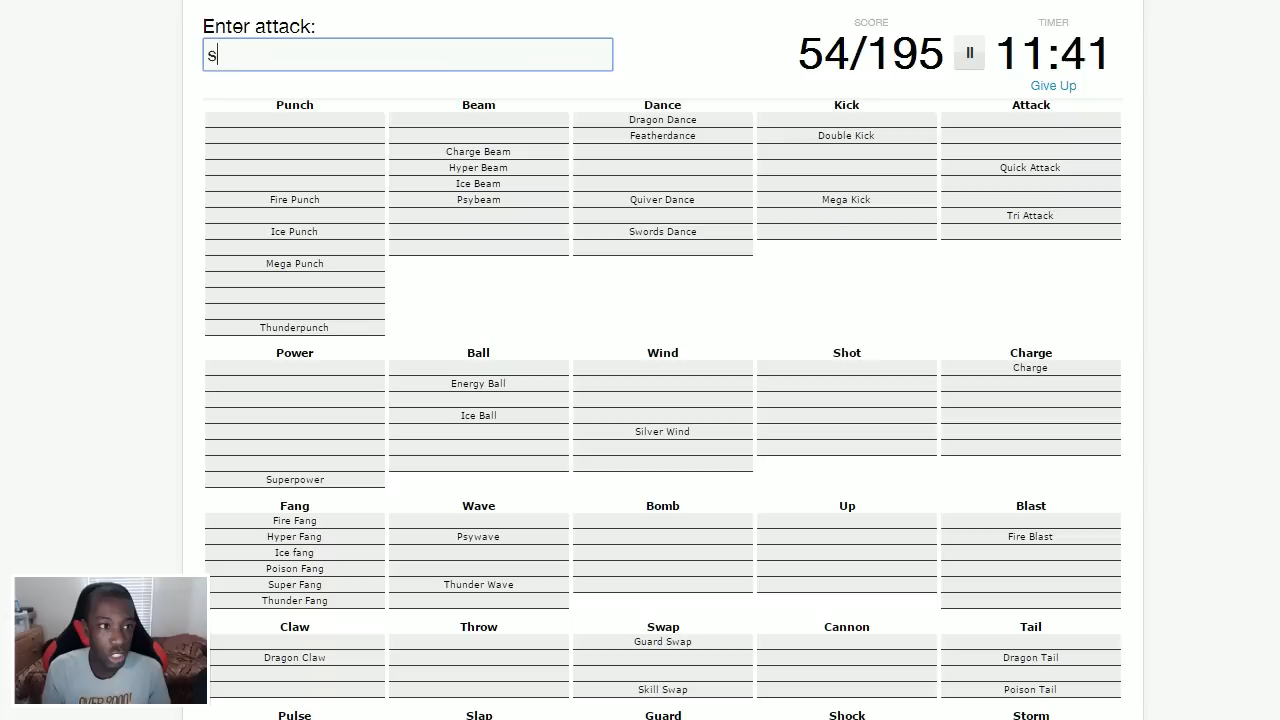 Enter attack:
SCORE
TIMER
s
54/195
11:41
Give Up
Punch Beam Dance Kick Attack
Dragon Dance
Featherdance Double Kick
Charge Beam
Hyper Beam Quick Attack
Ice Beam
Fire Punch Psybeam Quiver Dance Mega Kick
Tri Attack
Ice Punch Swords Dance
Mega Punch
Thunderpunch
Power Ball Wind Shot Charge
Charge
Energy Ball
Ice Ball
Silver Wind
Superpower
Fang Wave Bomb Up Blast
Fire Fang
Hyper Fang Psywave Fire Blast
Ice fang
Poison Fang
Super Fang Thunder Wave
Thunder Fang
Claw Throw Swap Cannon Tail
Guard Swap
Dragon Claw Dragon Tail
Skill Swap Poison Tail
Pulse Slap Guard Shock Storm
OVER 9000!